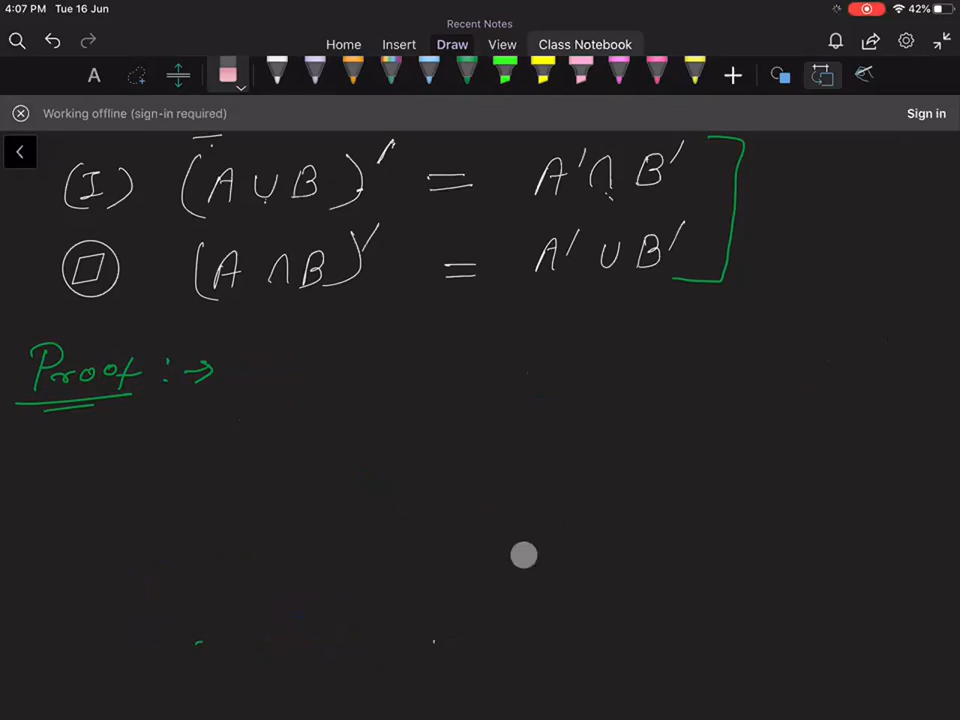 4:07 PM Tue 16 Jun 42%
Recent Notes
Home Insert Draw View Class Notebook
A
Working offline (sign-in required) Sign in
(I) (A ∪ B)′ = A′ ∩ B′
(A ∩ B)′ = A′ ∪ B′
Proof :→